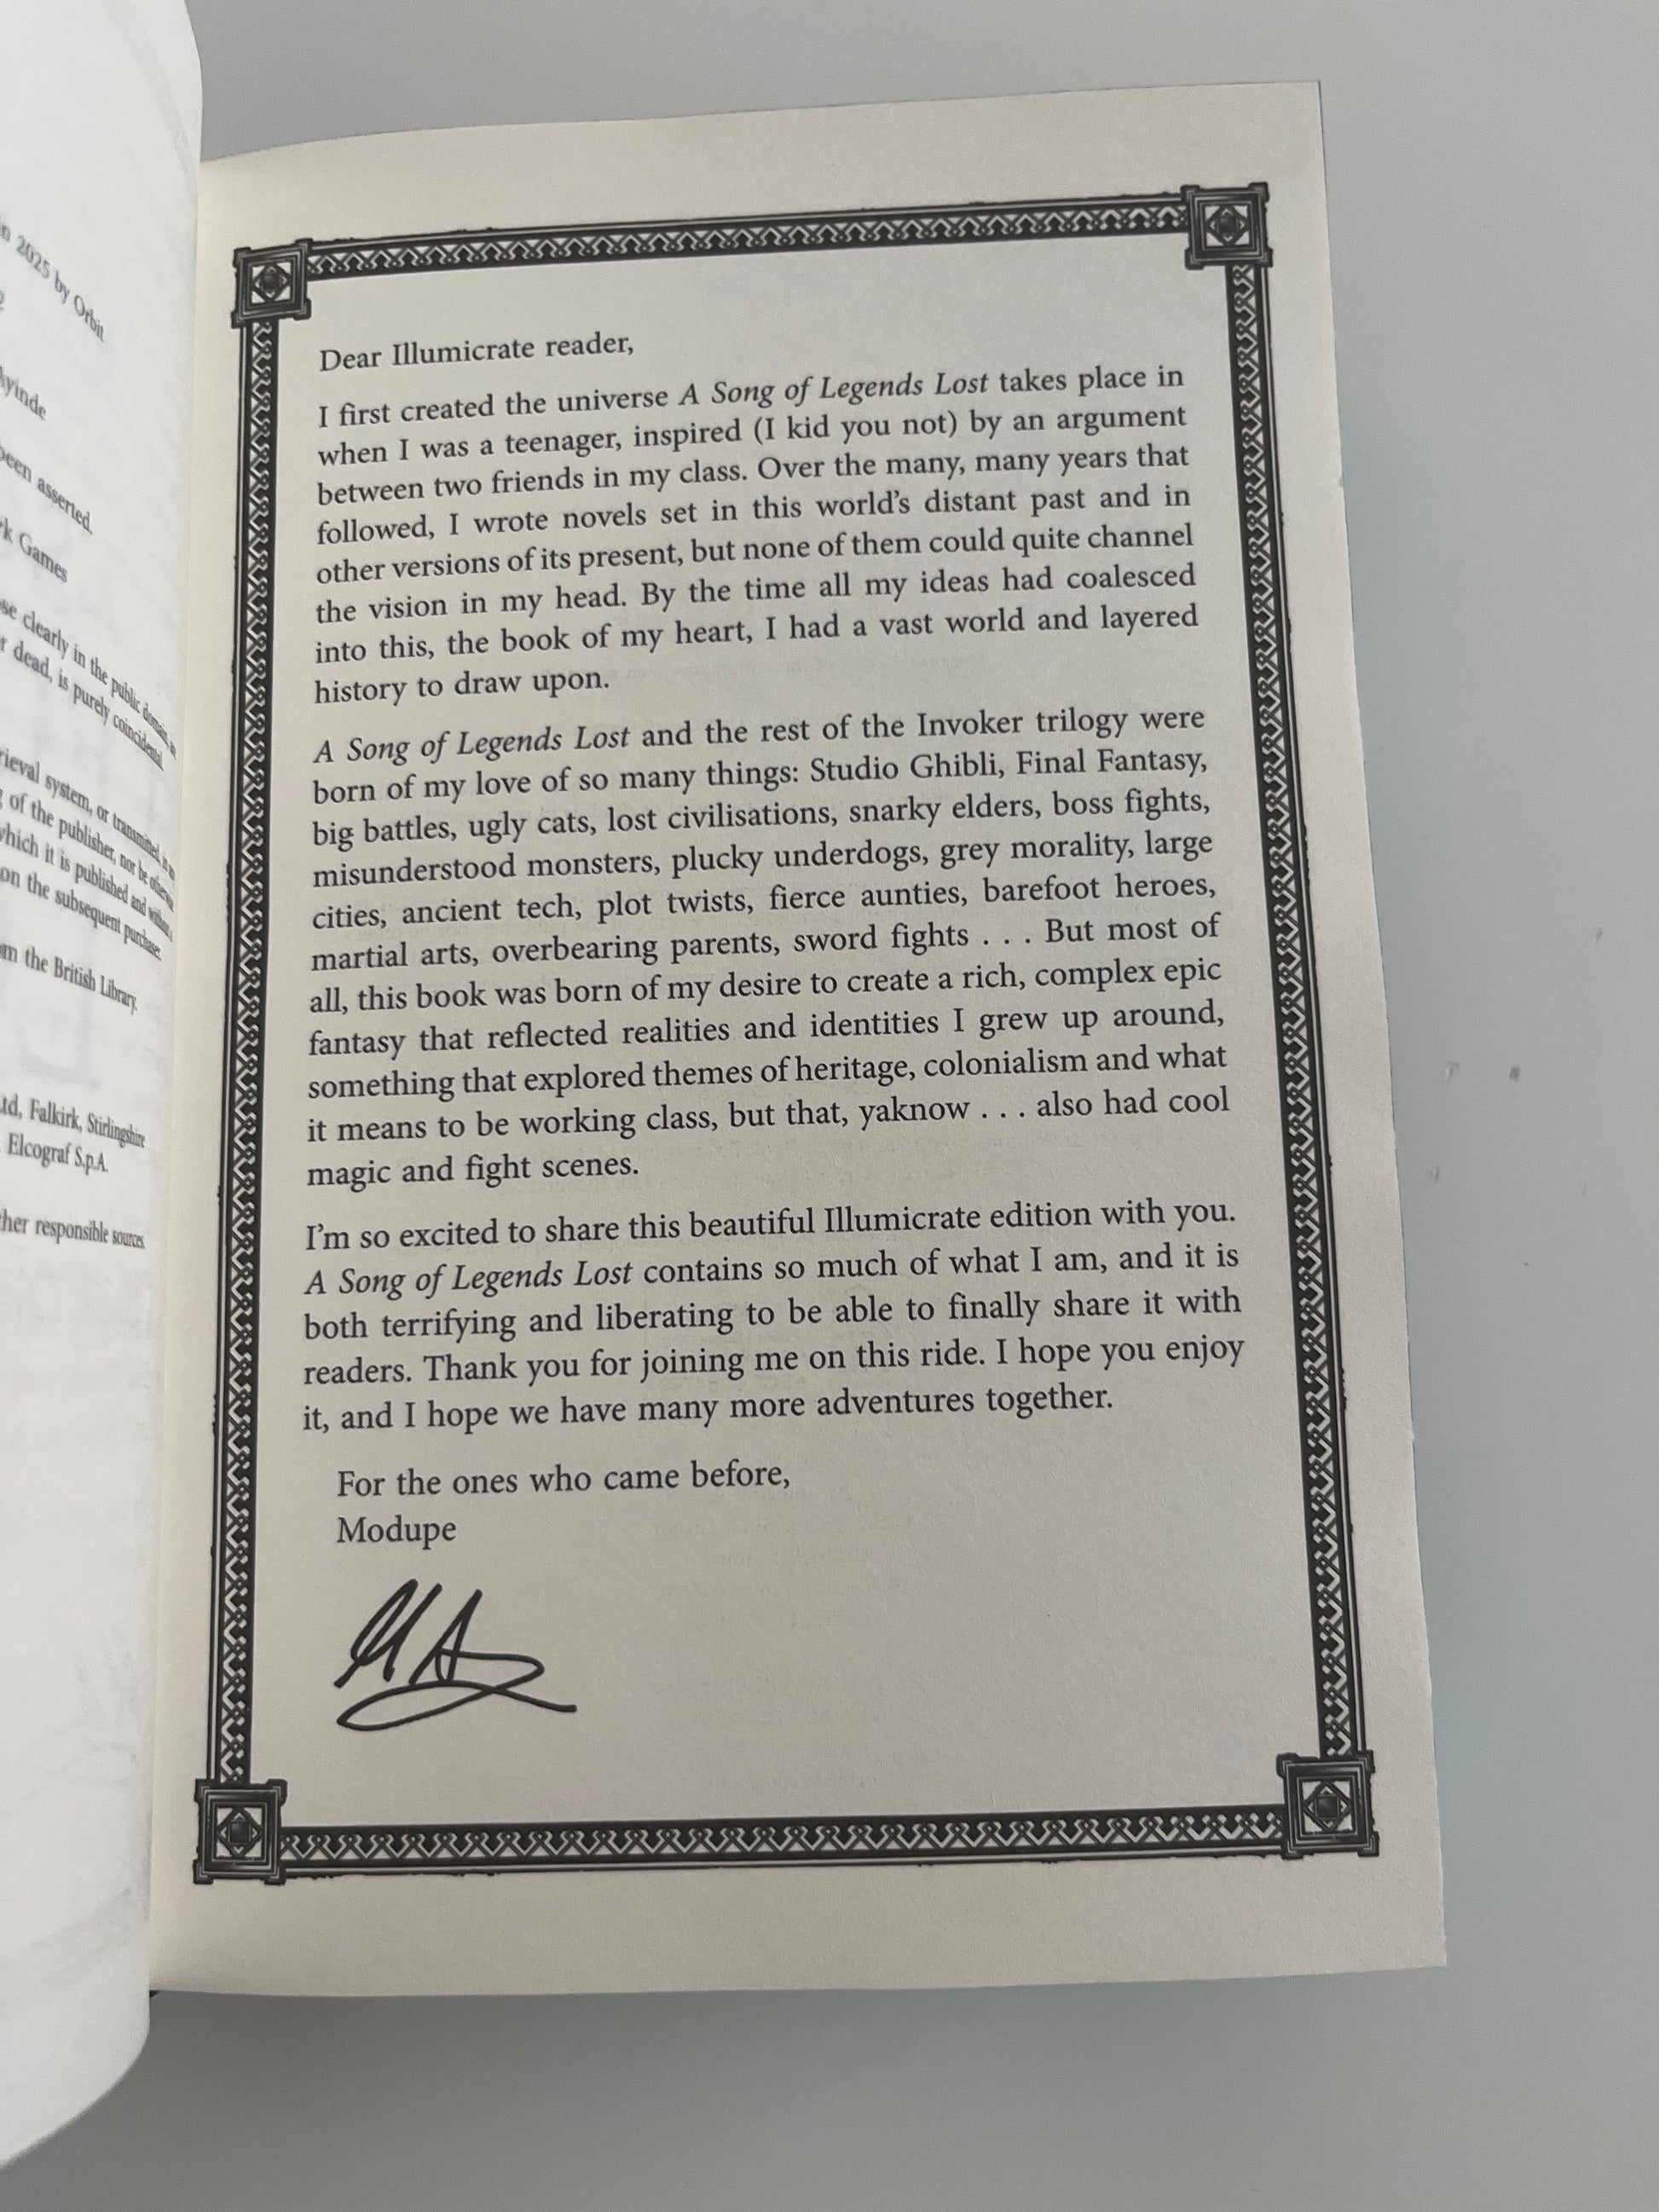 n 2025 by Orbit
2
Ayinde
been asserted.
rk Games
se clearly in the public domain,
r dead, is purely coincidental.
rieval system, or transmitted,
g of the publisher, nor be
which it is published and
on the subsequent purchaser.
om the British Library.
Ltd, Falkirk, Stirlingshire
Elcograf S.p.A.
ther responsible sources.
Dear Illumicrate reader,
I first created the universe A Song of Legends Lost takes place in
when I was a teenager, inspired (I kid you not) by an argument
between two friends in my class. Over the many, many years that
followed, I wrote novels set in this world’s distant past and in
other versions of its present, but none of them could quite channel
the vision in my head. By the time all my ideas had coalesced
into this, the book of my heart, I had a vast world and layered
history to draw upon.
A Song of Legends Lost and the rest of the Invoker trilogy were
born of my love of so many things: Studio Ghibli, Final Fantasy,
big battles, ugly cats, lost civilisations, snarky elders, boss fights,
misunderstood monsters, plucky underdogs, grey morality, large
cities, ancient tech, plot twists, fierce aunties, barefoot heroes,
martial arts, overbearing parents, sword fights . . . But most of
all, this book was born of my desire to create a rich, complex epic
fantasy that reflected realities and identities I grew up around,
something that explored themes of heritage, colonialism and what
it means to be working class, but that, yaknow . . . also had cool
magic and fight scenes.
I’m so excited to share this beautiful Illumicrate edition with you.
A Song of Legends Lost contains so much of what I am, and it is
both terrifying and liberating to be able to finally share it with
readers. Thank you for joining me on this ride. I hope you enjoy
it, and I hope we have many more adventures together.
For the ones who came before,
Modupe
MA